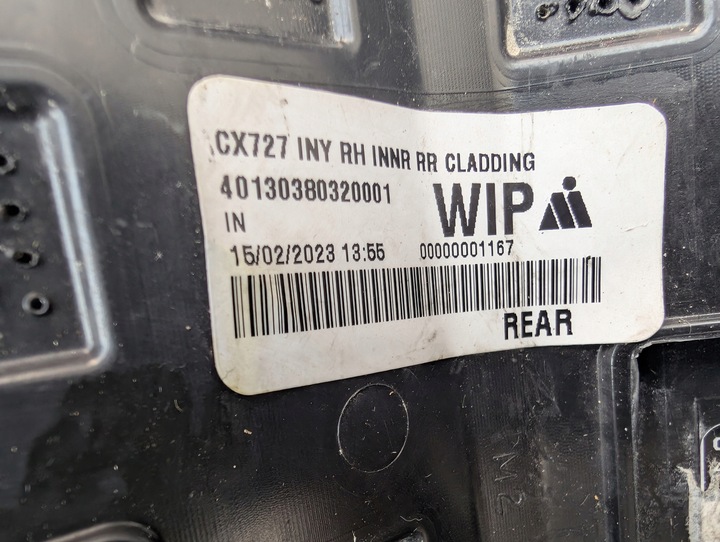 CX727 INY RH INNR RR CLADDING
40130380320001
WIP
IN
15/02/2023 13:55 00000001167
REAR